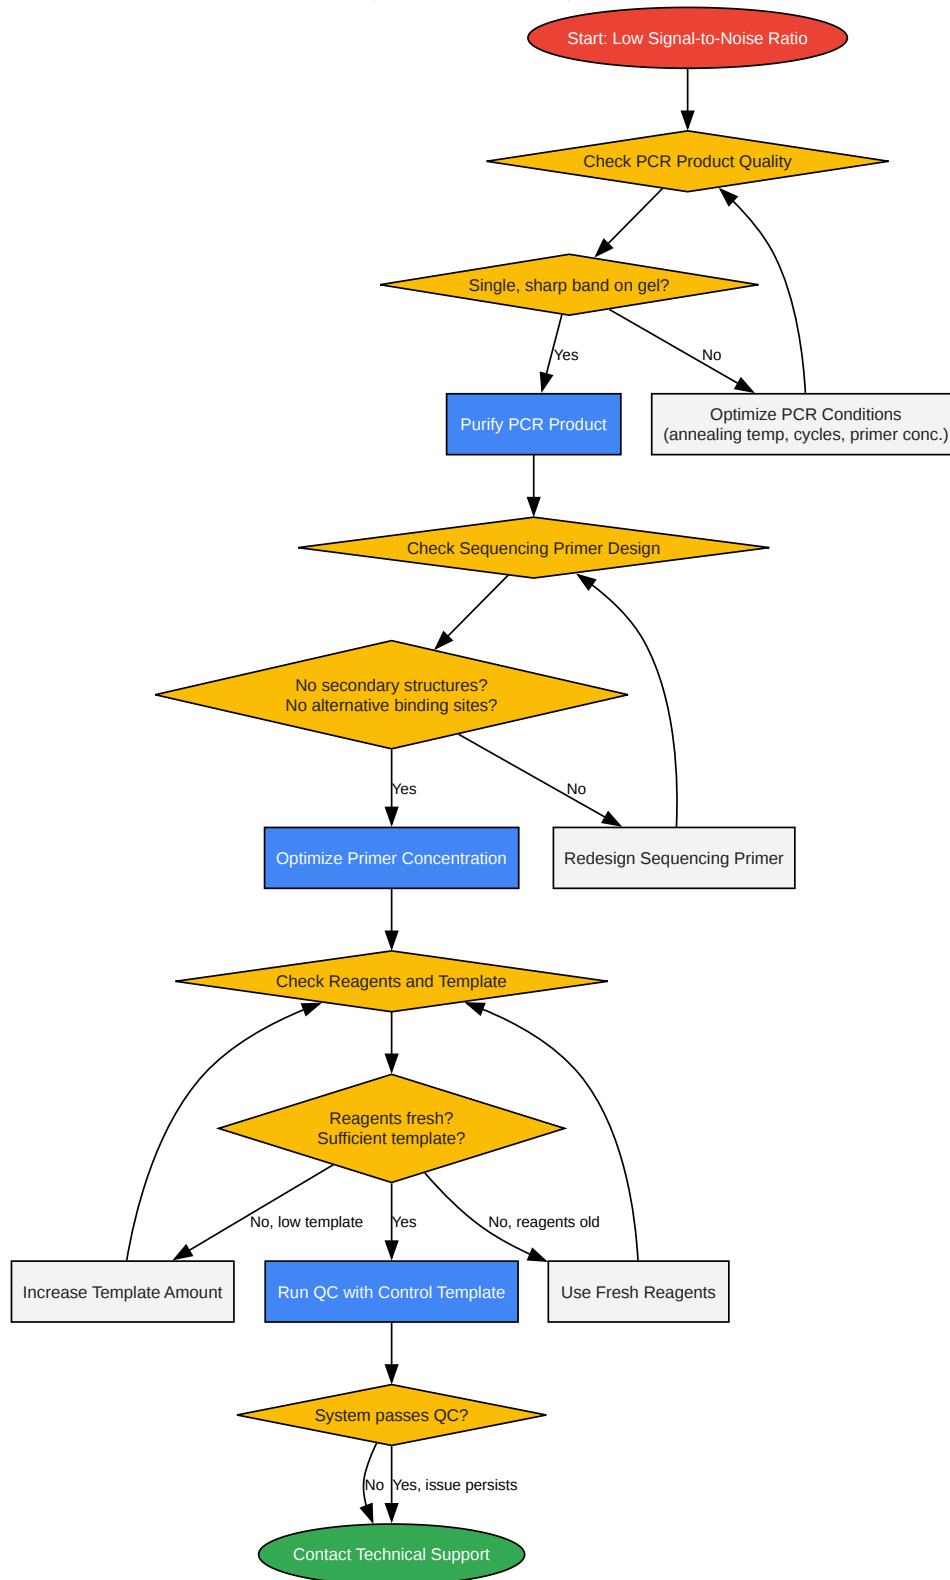 Start: Low Signal-to-Noise Ratio
Check PCR Product Quality
Single, sharp band on gel?
Yes
No
Purify PCR Product
Optimize PCR Conditions
(annealing temp, cycles, primer conc.)
Check Sequencing Primer Design
No secondary structures?
No alternative binding sites?
Yes
No
Optimize Primer Concentration
Redesign Sequencing Primer
Check Reagents and Template
Reagents fresh?
Sufficient template?
No, low template
Yes
No, reagents old
Increase Template Amount
Run QC with Control Template
Use Fresh Reagents
System passes QC?
No
Yes, issue persists
Contact Technical Support